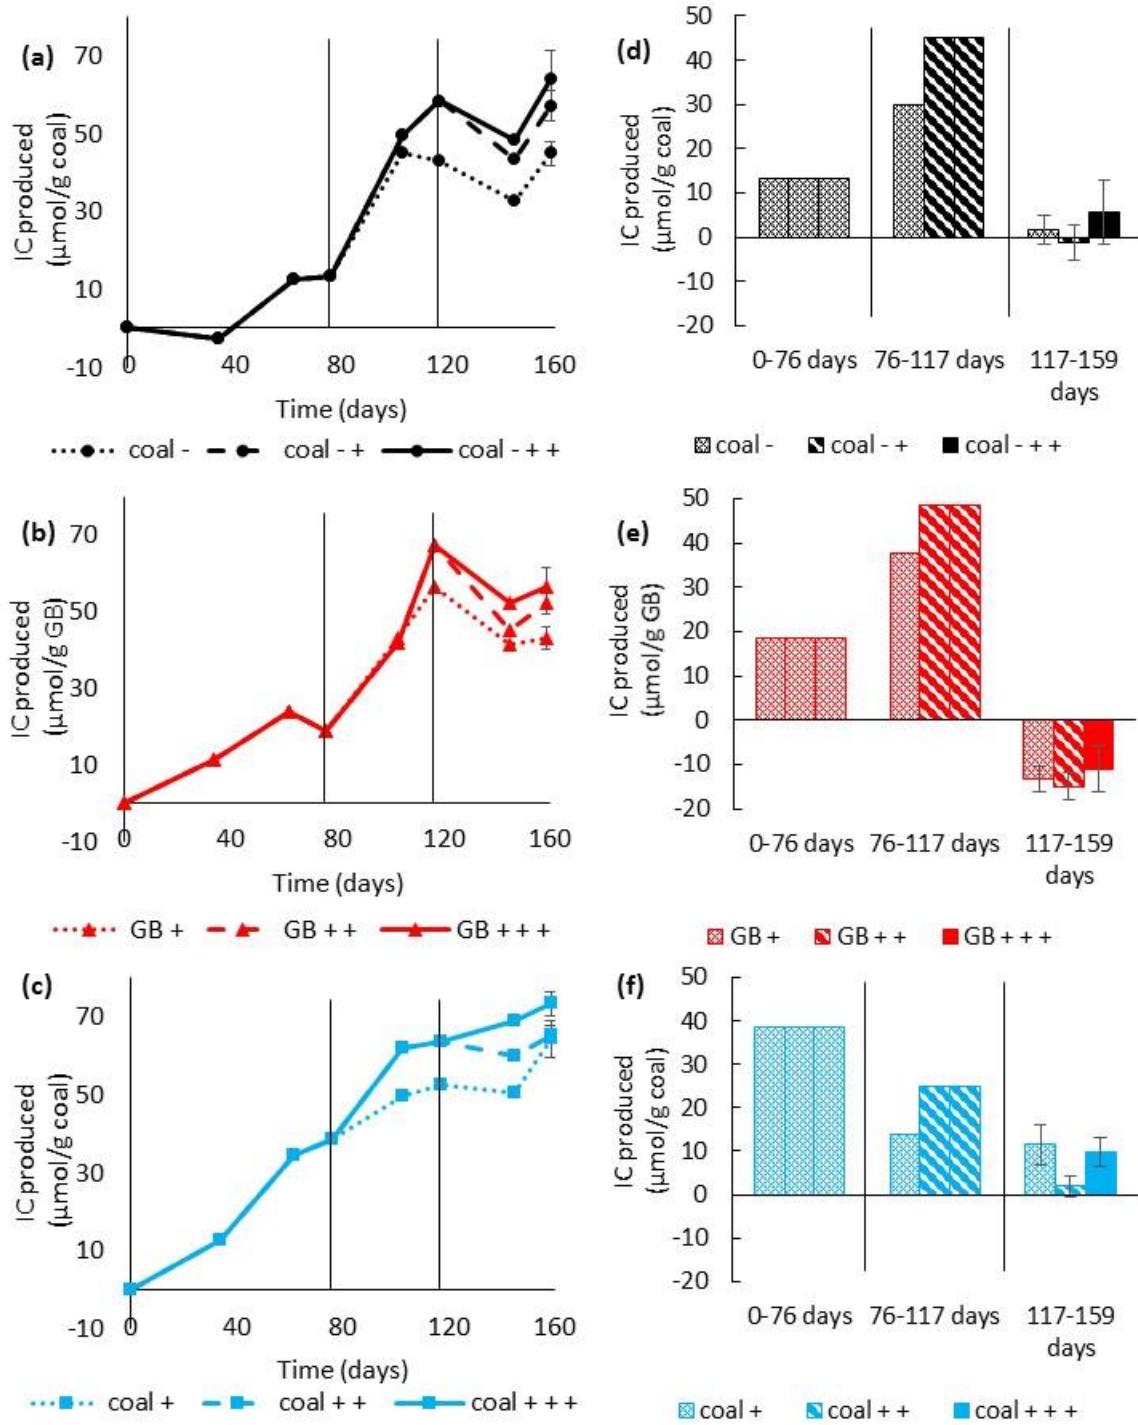 (a)
IC produced
(µmol/g coal)
70
50
30
10
-10
0
40
80
120
160
Time (days)
coal -
coal - +
coal - + +
(d)
IC produced
(µmol/g coal)
50
40
30
20
10
0
-10
-20
0-76 days
76-117 days
117-159
days
coal -
coal - +
coal - + +
(b)
IC produced
(µmol/g GB)
70
50
30
10
-10
0
40
80
120
160
Time (days)
GB +
GB + +
GB + + +
(e)
IC produced
(µmol/g GB)
50
40
30
20
10
0
-10
-20
0-76 days
76-117 days
117-159
days
GB +
GB + +
GB + + +
(c)
IC produced
(µmol/g coal)
70
50
30
10
-10
0
40
80
120
160
Time (days)
coal +
coal + +
coal + + +
(f)
IC produced
(µmol/g coal)
50
40
30
20
10
0
-10
-20
0-76 days
76-117 days
117-159
days
coal +
coal + +
coal + + +